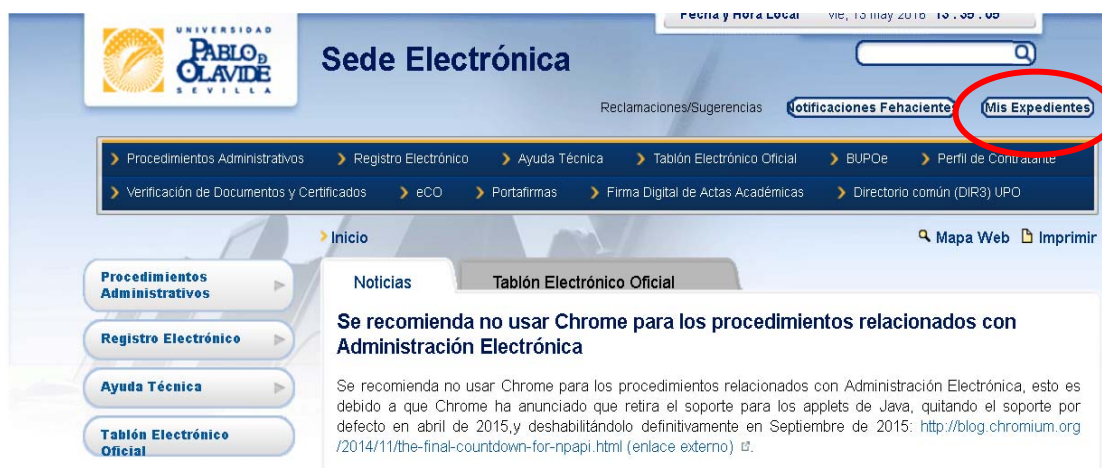 Fecha y Hora Local vie, 13 may 2016 13 : 39 : 09
UNIVERSIDAD
PABLO DE
OLAVIDE
SEVILLA
Sede Electrónica
Reclamaciones/Sugerencias Notificaciones Fehacientes Mis Expedientes
Procedimientos Administrativos Registro Electrónico Ayuda Técnica Tablón Electrónico Oficial BUPOe Perfil de Contratante
Verificación de Documentos y Certificados eCO Portafirmas Firma Digital de Actas Académicas Directorio común (DIR3) UPO
Inicio Mapa Web Imprimir
Procedimientos
Administrativos
Registro Electrónico
Ayuda Técnica
Tablón Electrónico
Oficial
Noticias Tablón Electrónico Oficial
Se recomienda no usar Chrome para los procedimientos relacionados con
Administración Electrónica
Se recomienda no usar Chrome para los procedimientos relacionados con Administración Electrónica, esto es
debido a que Chrome ha anunciado que retira el soporte para los applets de Java, quitando el soporte por
defecto en abril de 2015,y deshabilitándolo definitivamente en Septiembre de 2015: http://blog.chromium.org
/2014/11/the-final-countdown-for-npapi.html (enlace externo) .